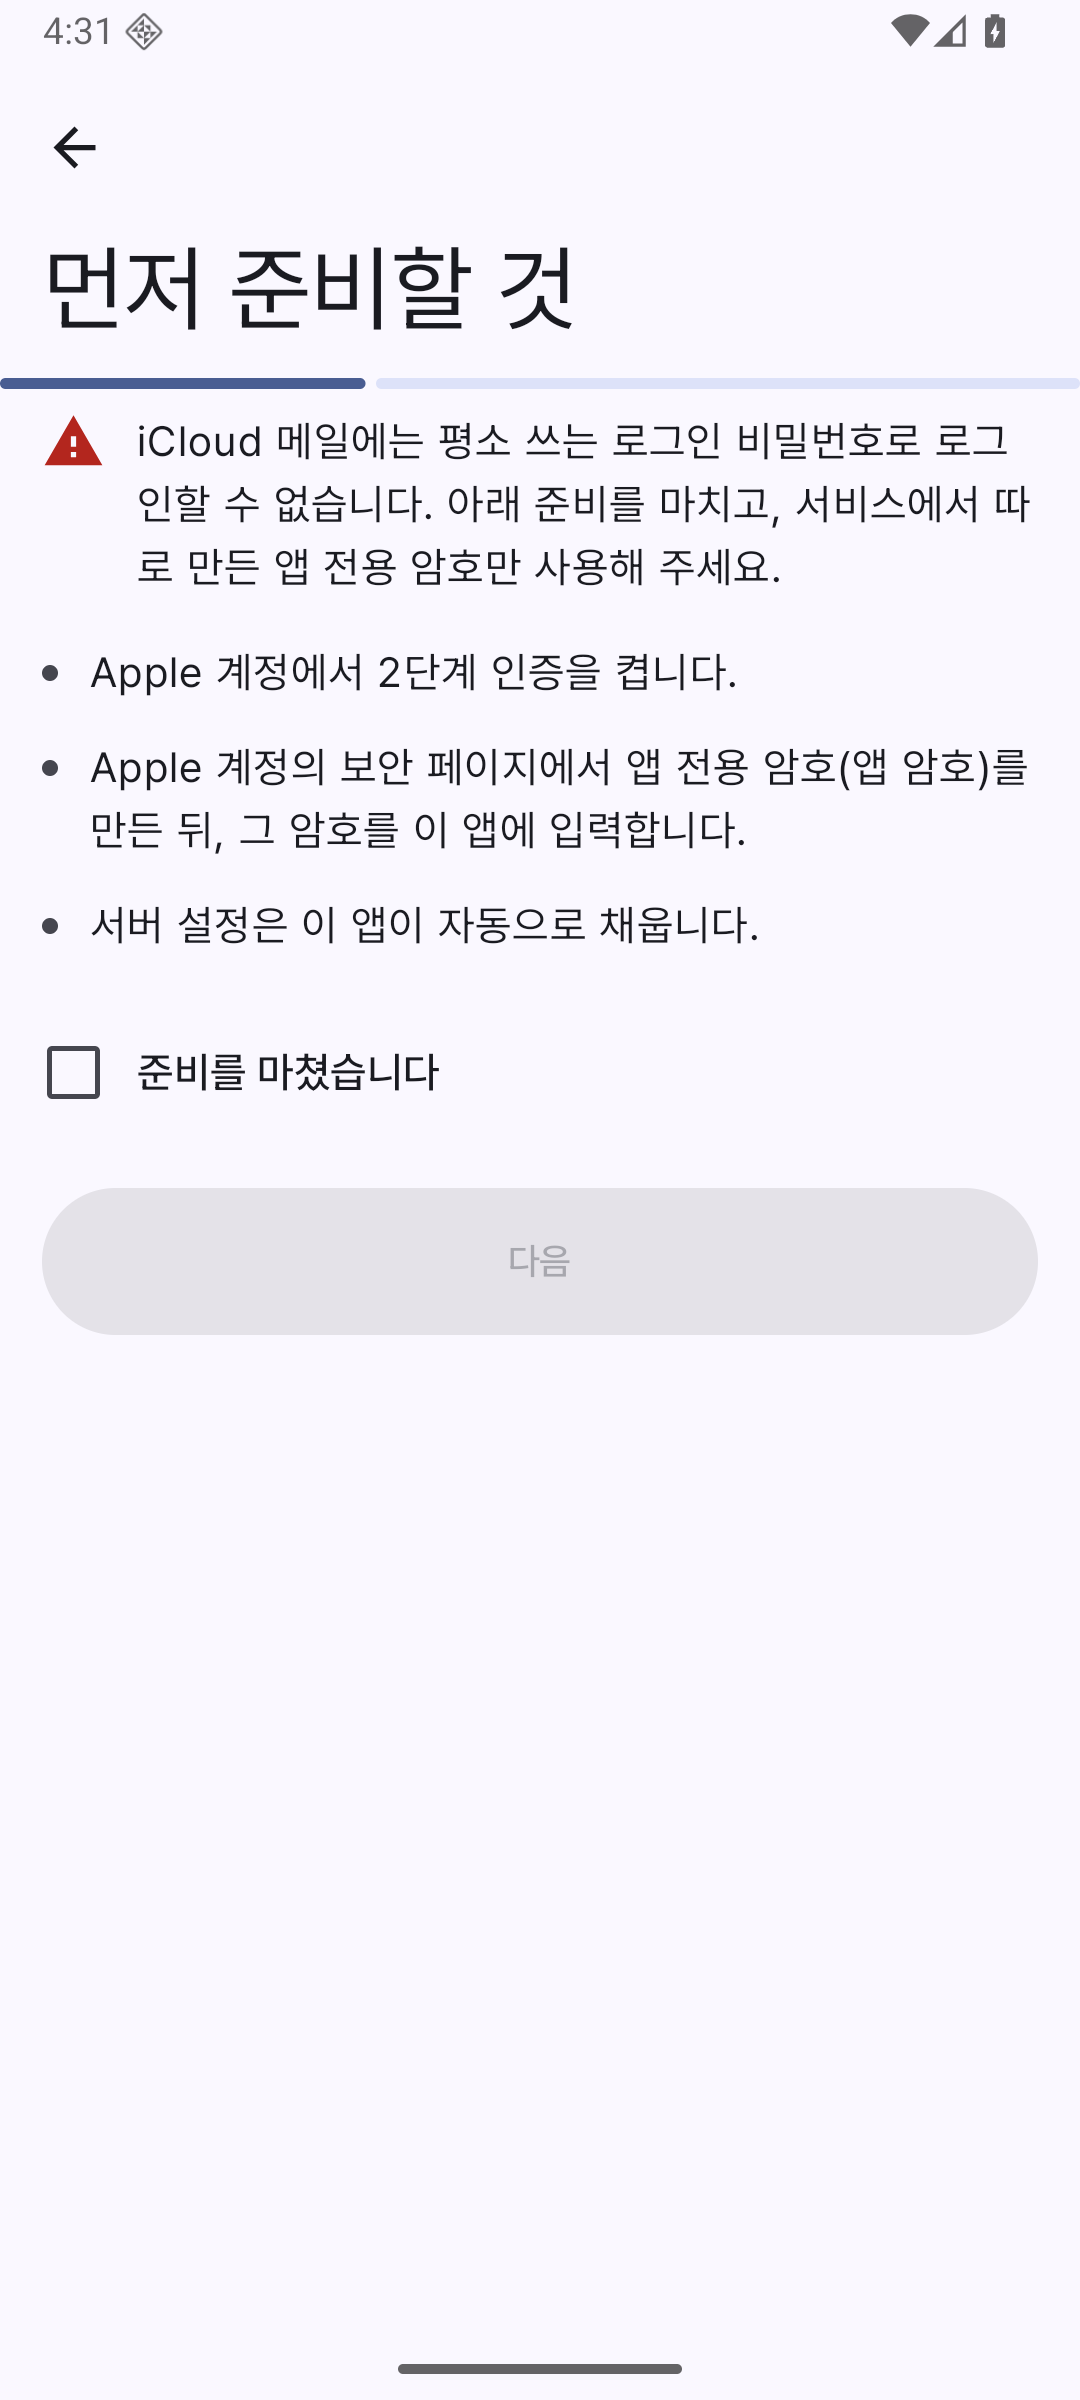 4:31
먼저 준비할 것
iCloud 메일에는 평소 쓰는 로그인 비밀번호로 로그
인할 수 없습니다. 아래 준비를 마치고, 서비스에서 따
로 만든 앱 전용 암호만 사용해 주세요.
Apple 계정에서 2단계 인증을 켭니다.
Apple 계정의 보안 페이지에서 앱 전용 암호(앱 암호)를
만든 뒤, 그 암호를 이 앱에 입력합니다.
서버 설정은 이 앱이 자동으로 채웁니다.
준비를 마쳤습니다
다음